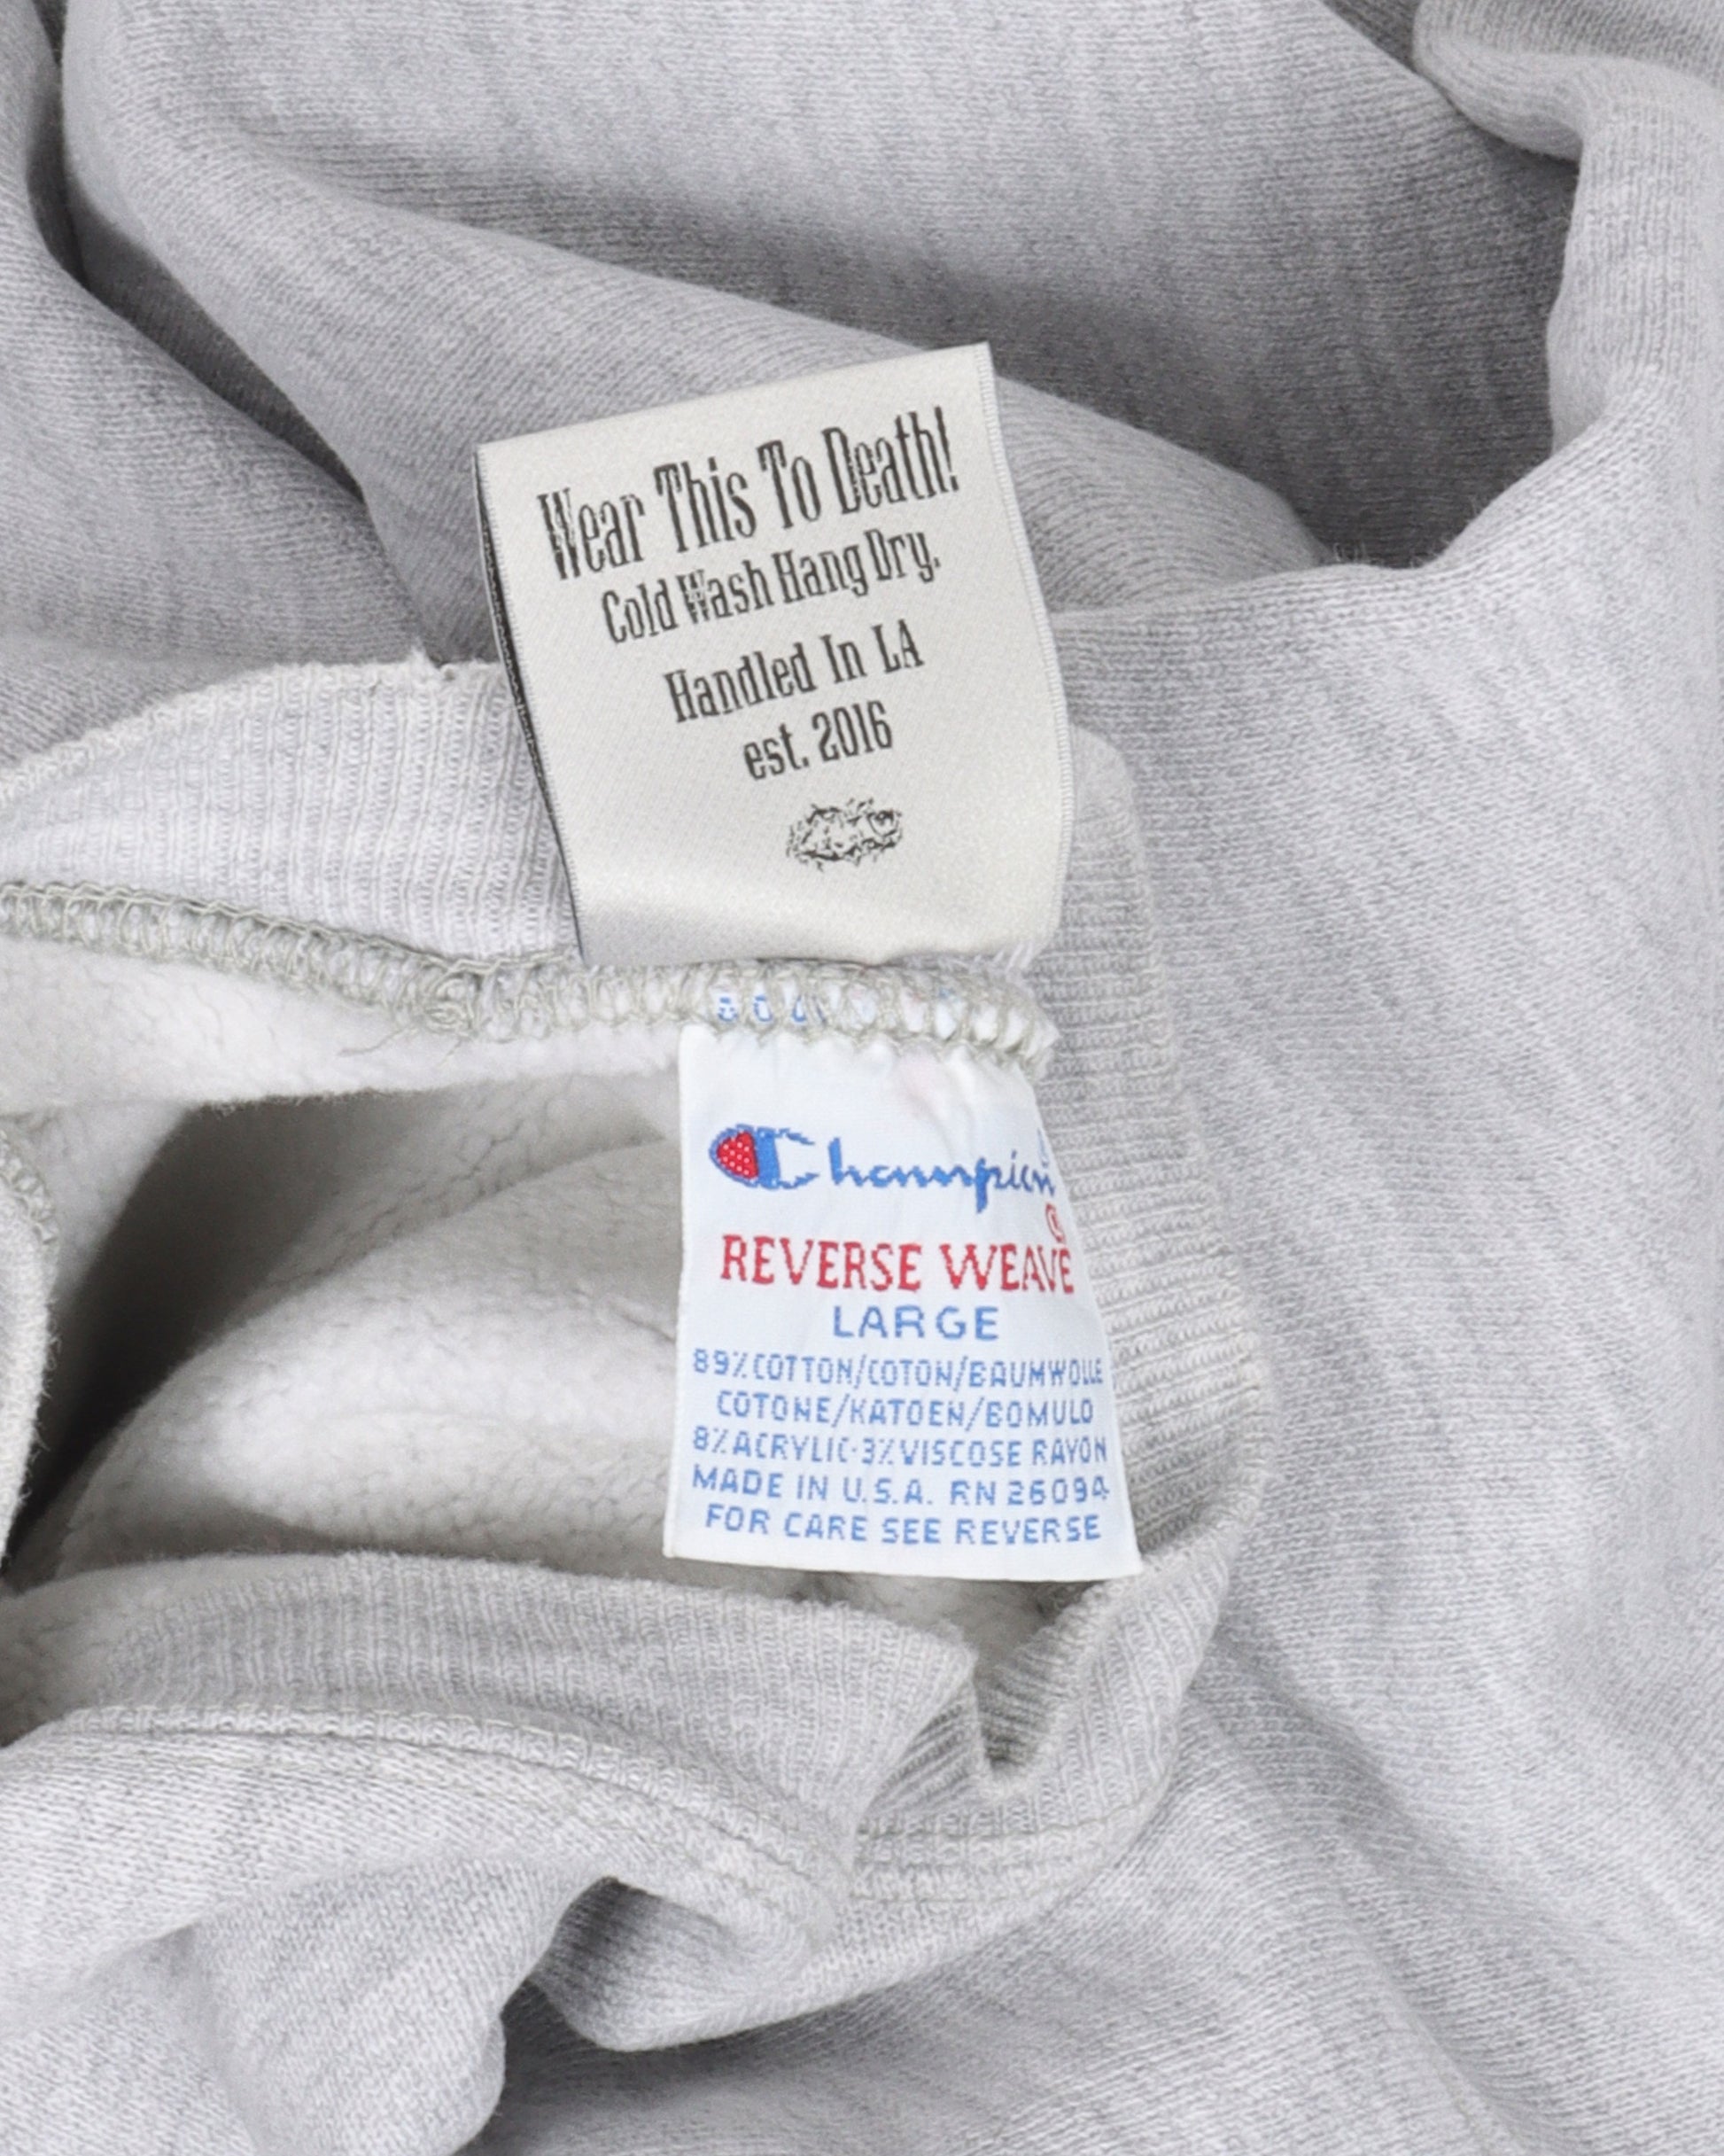 Wear This To Death!
Cold Wash Hang Dry.
Handled In LA
est. 2016
Champion
REVERSE WEAVE
LARGE
89% COTTON/COTON/BAUMWOLLE
COTONE/KATOEN/BOMULD
8% ACRYLIC·3% VISCOSE RAYON
MADE IN U.S.A. RN 26094
FOR CARE SEE REVERSE